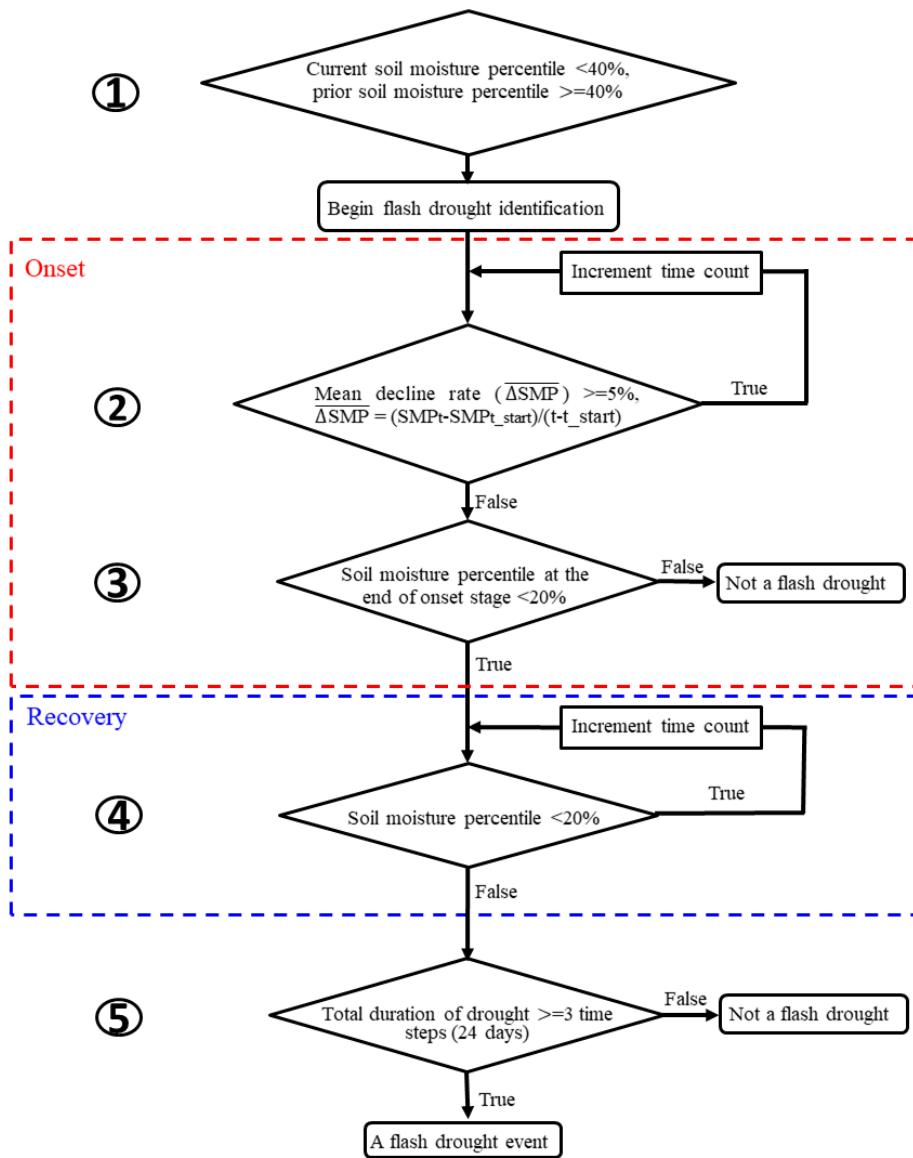 ①
Current soil moisture percentile <40%,
prior soil moisture percentile >=40%
Begin flash drought identification
Onset
Increment time count
②
Mean decline rate (\overline{ΔSMP}) >=5%,
\overline{ΔSMP} = (SMPt-SMPt_start)/(t-t_start)
True
False
③
Soil moisture percentile at the
end of onset stage <20%
False
Not a flash drought
True
Recovery
Increment time count
④
Soil moisture percentile <20%
True
False
⑤
Total duration of drought >=3 time
steps (24 days)
False
Not a flash drought
True
A flash drought event